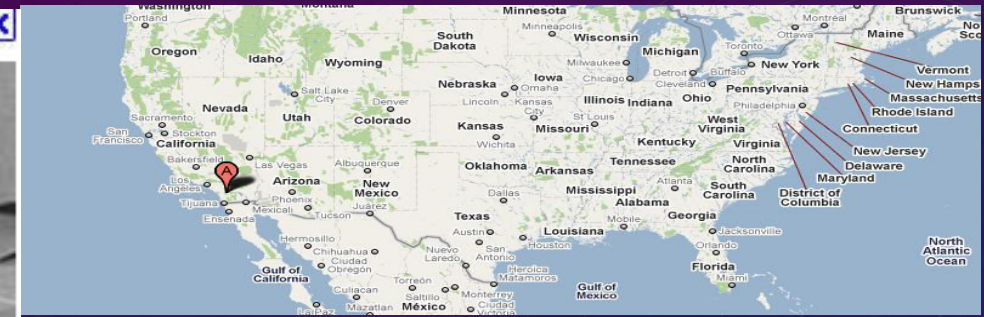 Washington
Montana
Minnesota
Montréal
Brunswick
Portland
Minneapolis
Ottawa
Maine
Oregon
Idaho
Wyoming
South
Dakota
Wisconsin
Michigan
Toronto
Milwaukee
Detroit
Buffalo
New York
Vermont
Nebraska
Iowa
Omaha
Chicago
Cleveland
Pennsylvania
New Hamps
Salt Lake
City
Nevada
Utah
Denver
Colorado
Lincoln
Kansas
City
Illinois
Indiana
Ohio
Philadelphia
Massachusetts
Rhode Island
Sacramento
Stockton
San
Francisco
California
Kansas
Wichita
St Louis
Missouri
West
Virginia
Virginia
Kentucky
Connecticut
New Jersey
Bakersfield
Las Vegas
Albuquerque
Oklahoma
Arkansas
Tennessee
North
Carolina
Delaware
Maryland
Los
Angeles
A
Arizona
Phoenix
New
Mexico
Dallas
Mississippi
Alabama
Atlanta
South
Carolina
District of
Columbia
Tijuana
Mexicali
Tucson
Juárez
Ensenada
Texas
Mobile
Georgia
Austin
Louisiana
Jacksonville
Hermosillo
Chihuahua
Nuevo
Laredo
San
Antonio
Houston
Orlando
North
Atlantic
Ocean
Ciudad
Obregón
Gulf of
California
Heroica
Matamoros
Florida
Miami
Torreón
Culiacan
Saltillo
Monterrey
Gulf of
Mexico
La Paz
Mazatlan
México
Ciudad
Victoria